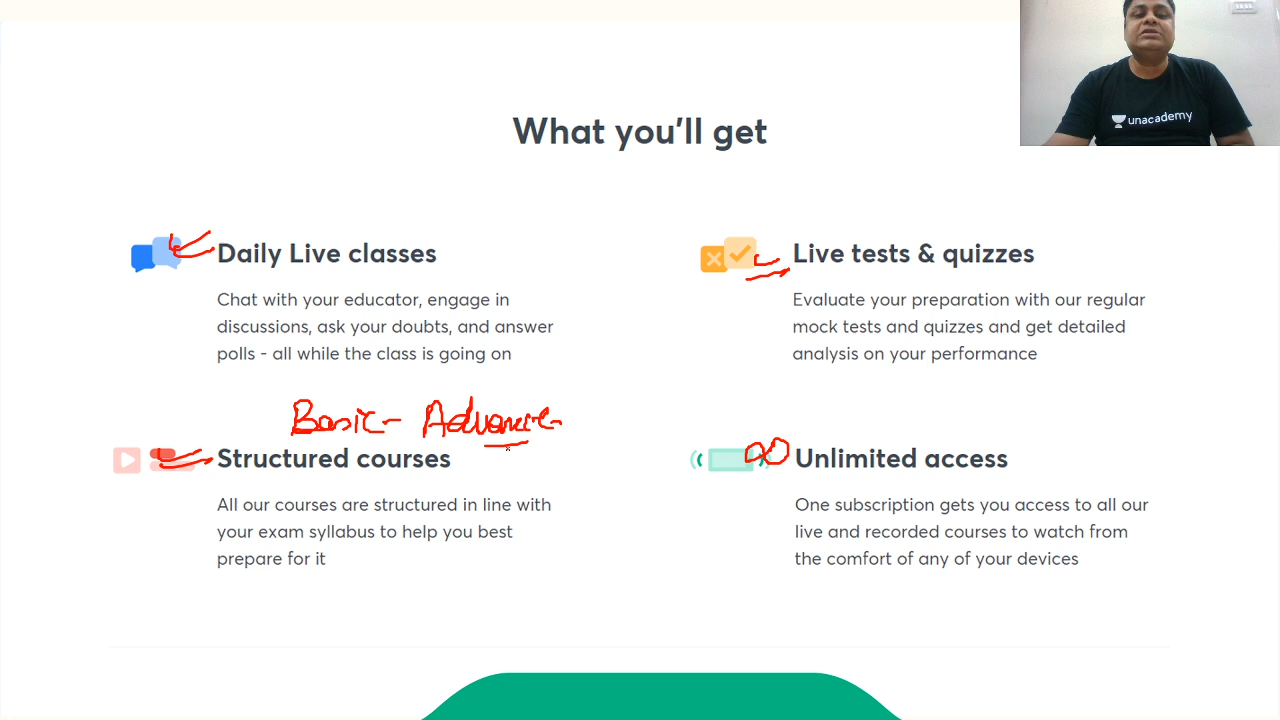 unacademy
What you'll get
Daily Live classes
Chat with your educator, engage in
discussions, ask your doubts, and answer
polls - all while the class is going on
Live tests & quizzes
Evaluate your preparation with our regular
mock tests and quizzes and get detailed
analysis on your performance
Basic - Advance -
Structured courses
All our courses are structured in line with
your exam syllabus to help you best
prepare for it
∞ Unlimited access
One subscription gets you access to all our
live and recorded courses to watch from
the comfort of any of your devices